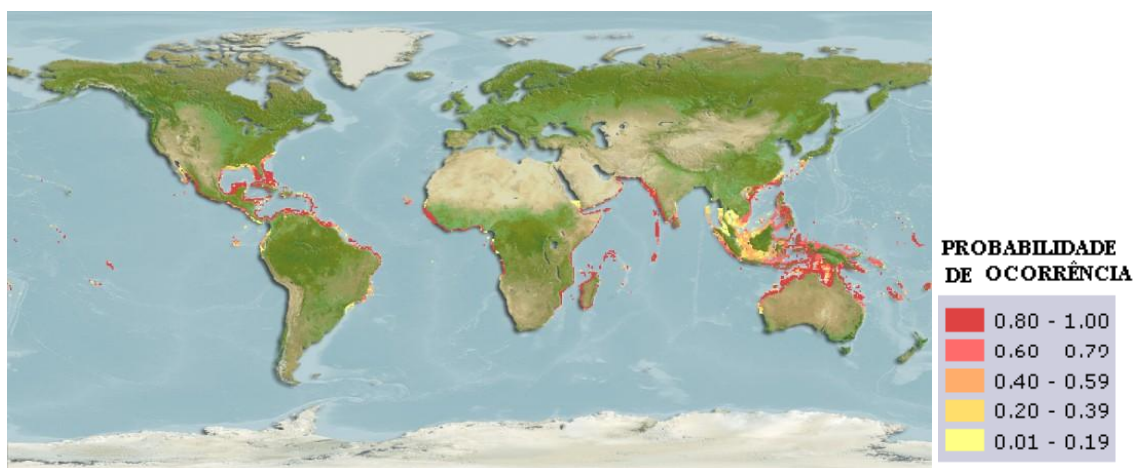 PROBABILIDADE
DE OCORRÊNCIA
0.80 - 1.00
0.60 0.79
0.40 - 0.59
0.20 - 0.39
0.01 - 0.19